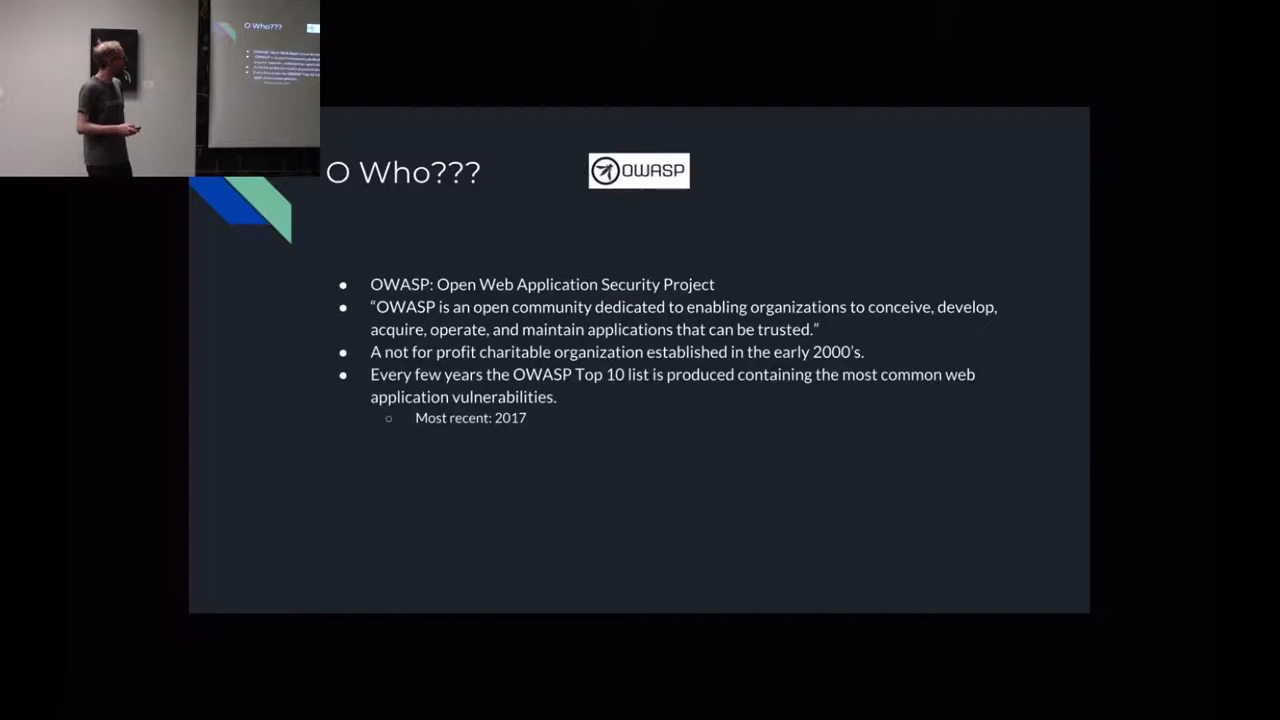 O Who???
OWASP
● OWASP: Open Web Application Security Project
● “OWASP is an open community dedicated to enabling organizations to conceive, develop,
acquire, operate, and maintain applications that can be trusted.”
● A not for profit charitable organization established in the early 2000’s.
● Every few years the OWASP Top 10 list is produced containing the most common web
application vulnerabilities.
○ Most recent: 2017
O Who???